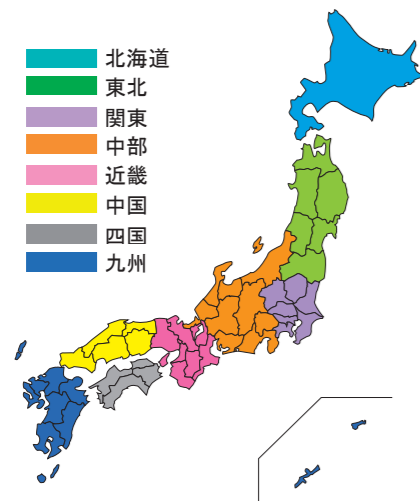 北海道
東北
関東
中部
近畿
中国
四国
九州